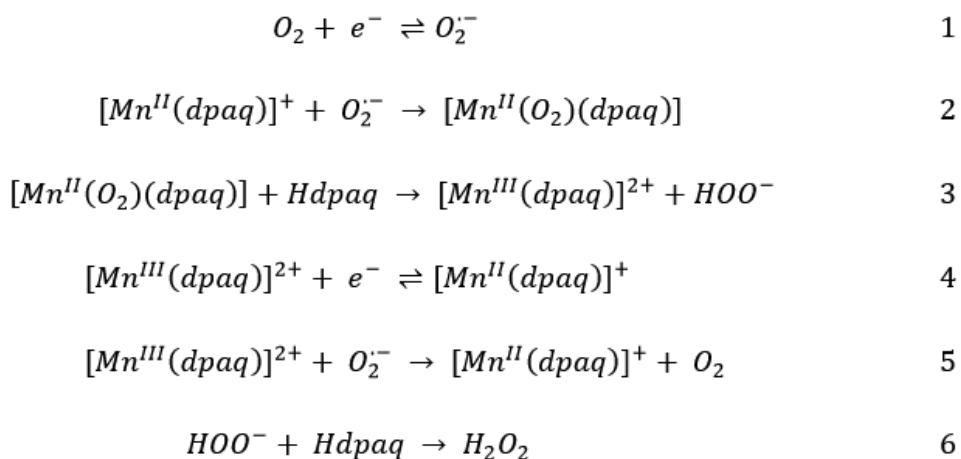 O₂ + e⁻ ⇌ O₂·⁻ 1
[Mnᴵᴵ(dpaq)]⁺ + O₂·⁻ → [Mnᴵᴵ(O₂)(dpaq)] 2
[Mnᴵᴵ(O₂)(dpaq)] + Hdpaq → [Mnᴵᴵᴵ(dpaq)]²⁺ + HOO⁻ 3
[Mnᴵᴵᴵ(dpaq)]²⁺ + e⁻ ⇌ [Mnᴵᴵ(dpaq)]⁺ 4
[Mnᴵᴵᴵ(dpaq)]²⁺ + O₂·⁻ → [Mnᴵᴵ(dpaq)]⁺ + O₂ 5
HOO⁻ + Hdpaq → H₂O₂ 6